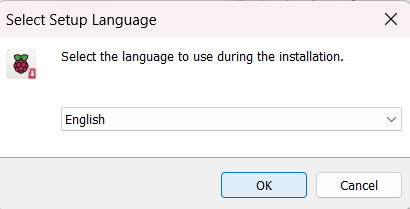 Select Setup Language
Select the language to use during the installation.
English
OK
Cancel